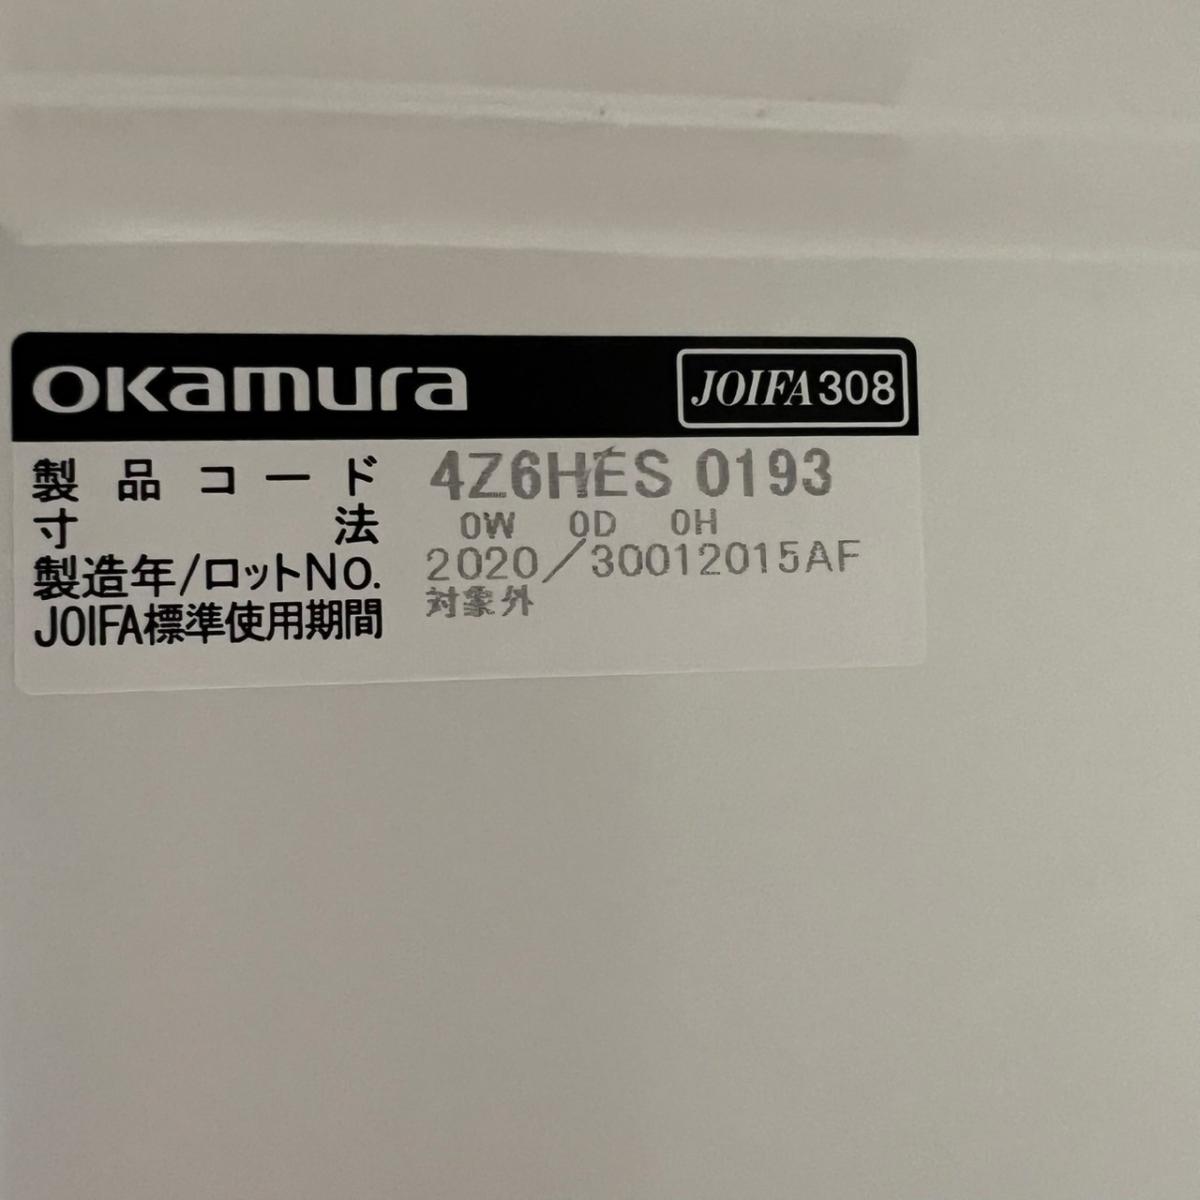 OKamura JOIFA308
製品コード 4Z6HES 0193
寸法 0W 0D 0H
製造年/ロットNo. 2020/30012015AF
JOIFA標準使用期間 対象外